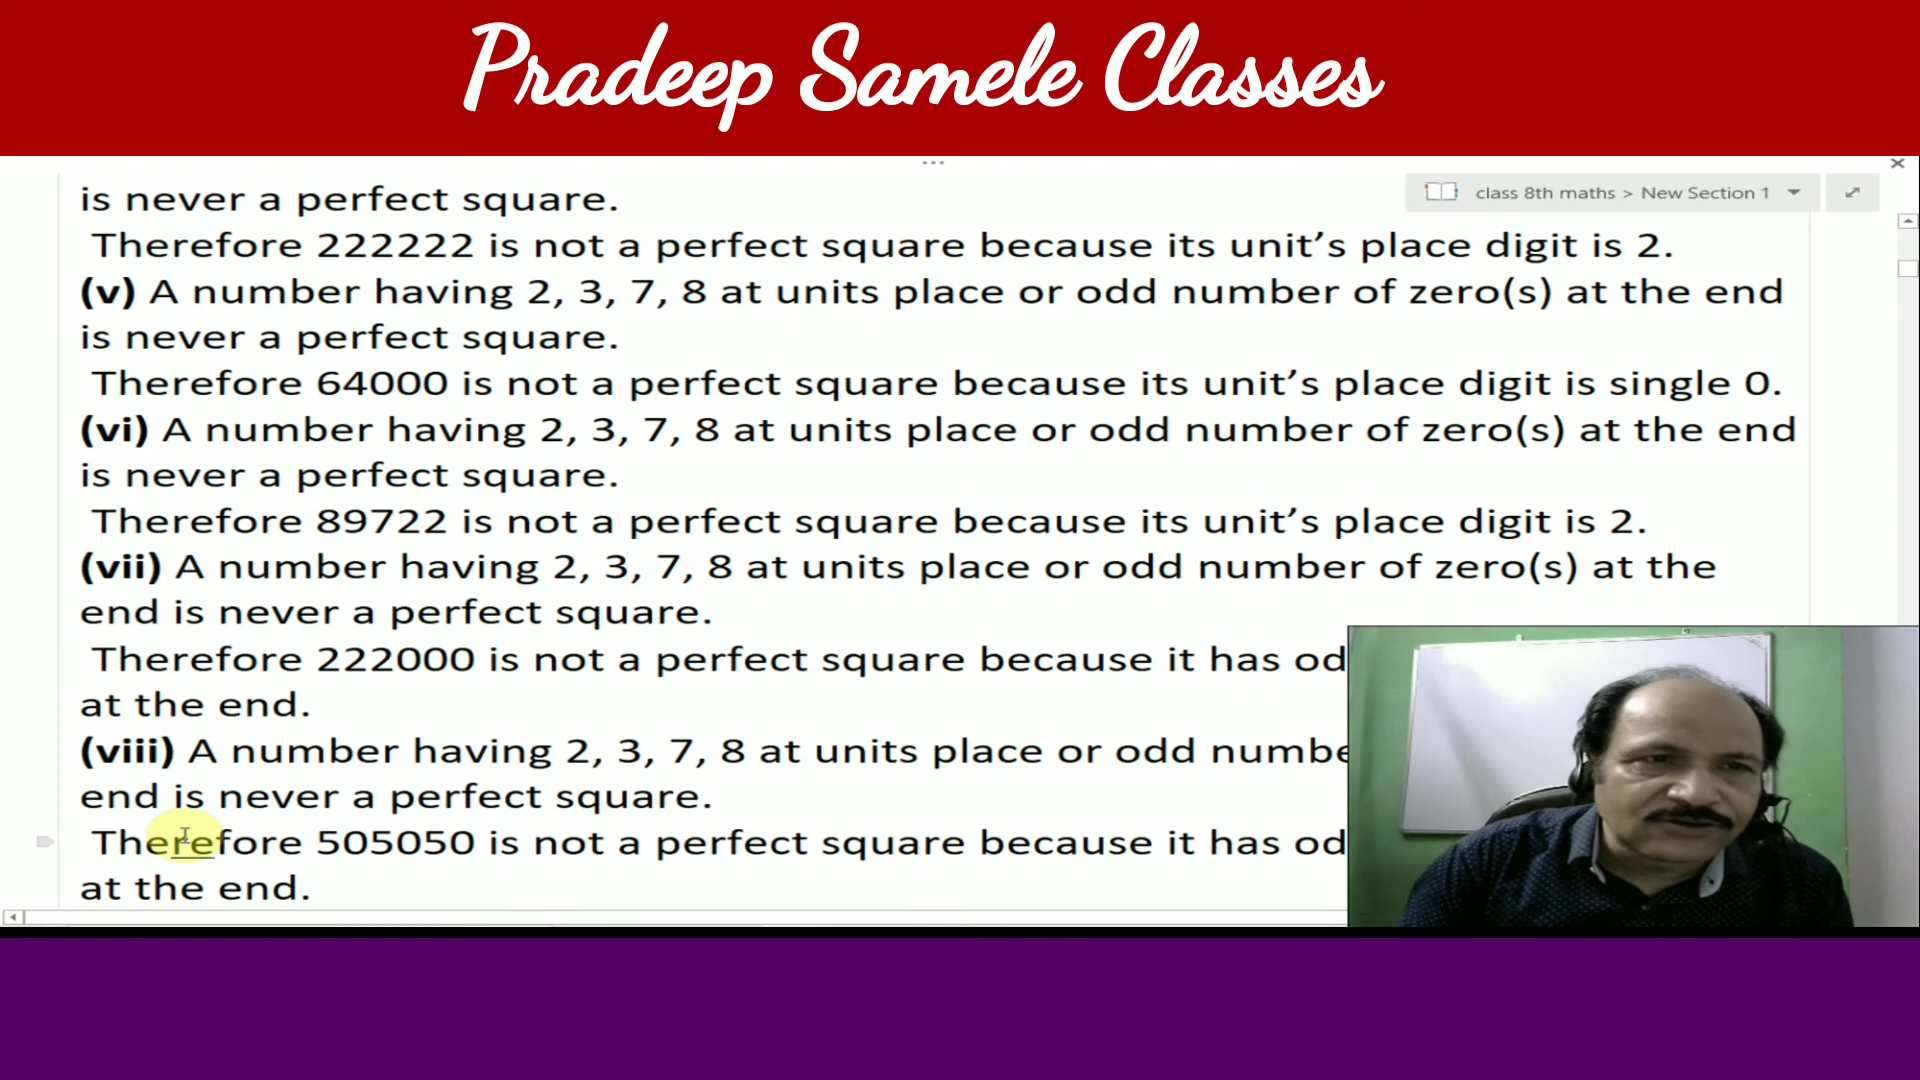 Pradeep Samele Classes
class 8th maths > New Section 1
is never a perfect square.
Therefore 222222 is not a perfect square because its unit’s place digit is 2.
(v) A number having 2, 3, 7, 8 at units place or odd number of zero(s) at the end
is never a perfect square.
Therefore 64000 is not a perfect square because its unit’s place digit is single 0.
(vi) A number having 2, 3, 7, 8 at units place or odd number of zero(s) at the end
is never a perfect square.
Therefore 89722 is not a perfect square because its unit’s place digit is 2.
(vii) A number having 2, 3, 7, 8 at units place or odd number of zero(s) at the
end is never a perfect square.
Therefore 222000 is not a perfect square because it has od
at the end.
(viii) A number having 2, 3, 7, 8 at units place or odd numbe
end is never a perfect square.
Therefore 505050 is not a perfect square because it has od
at the end.